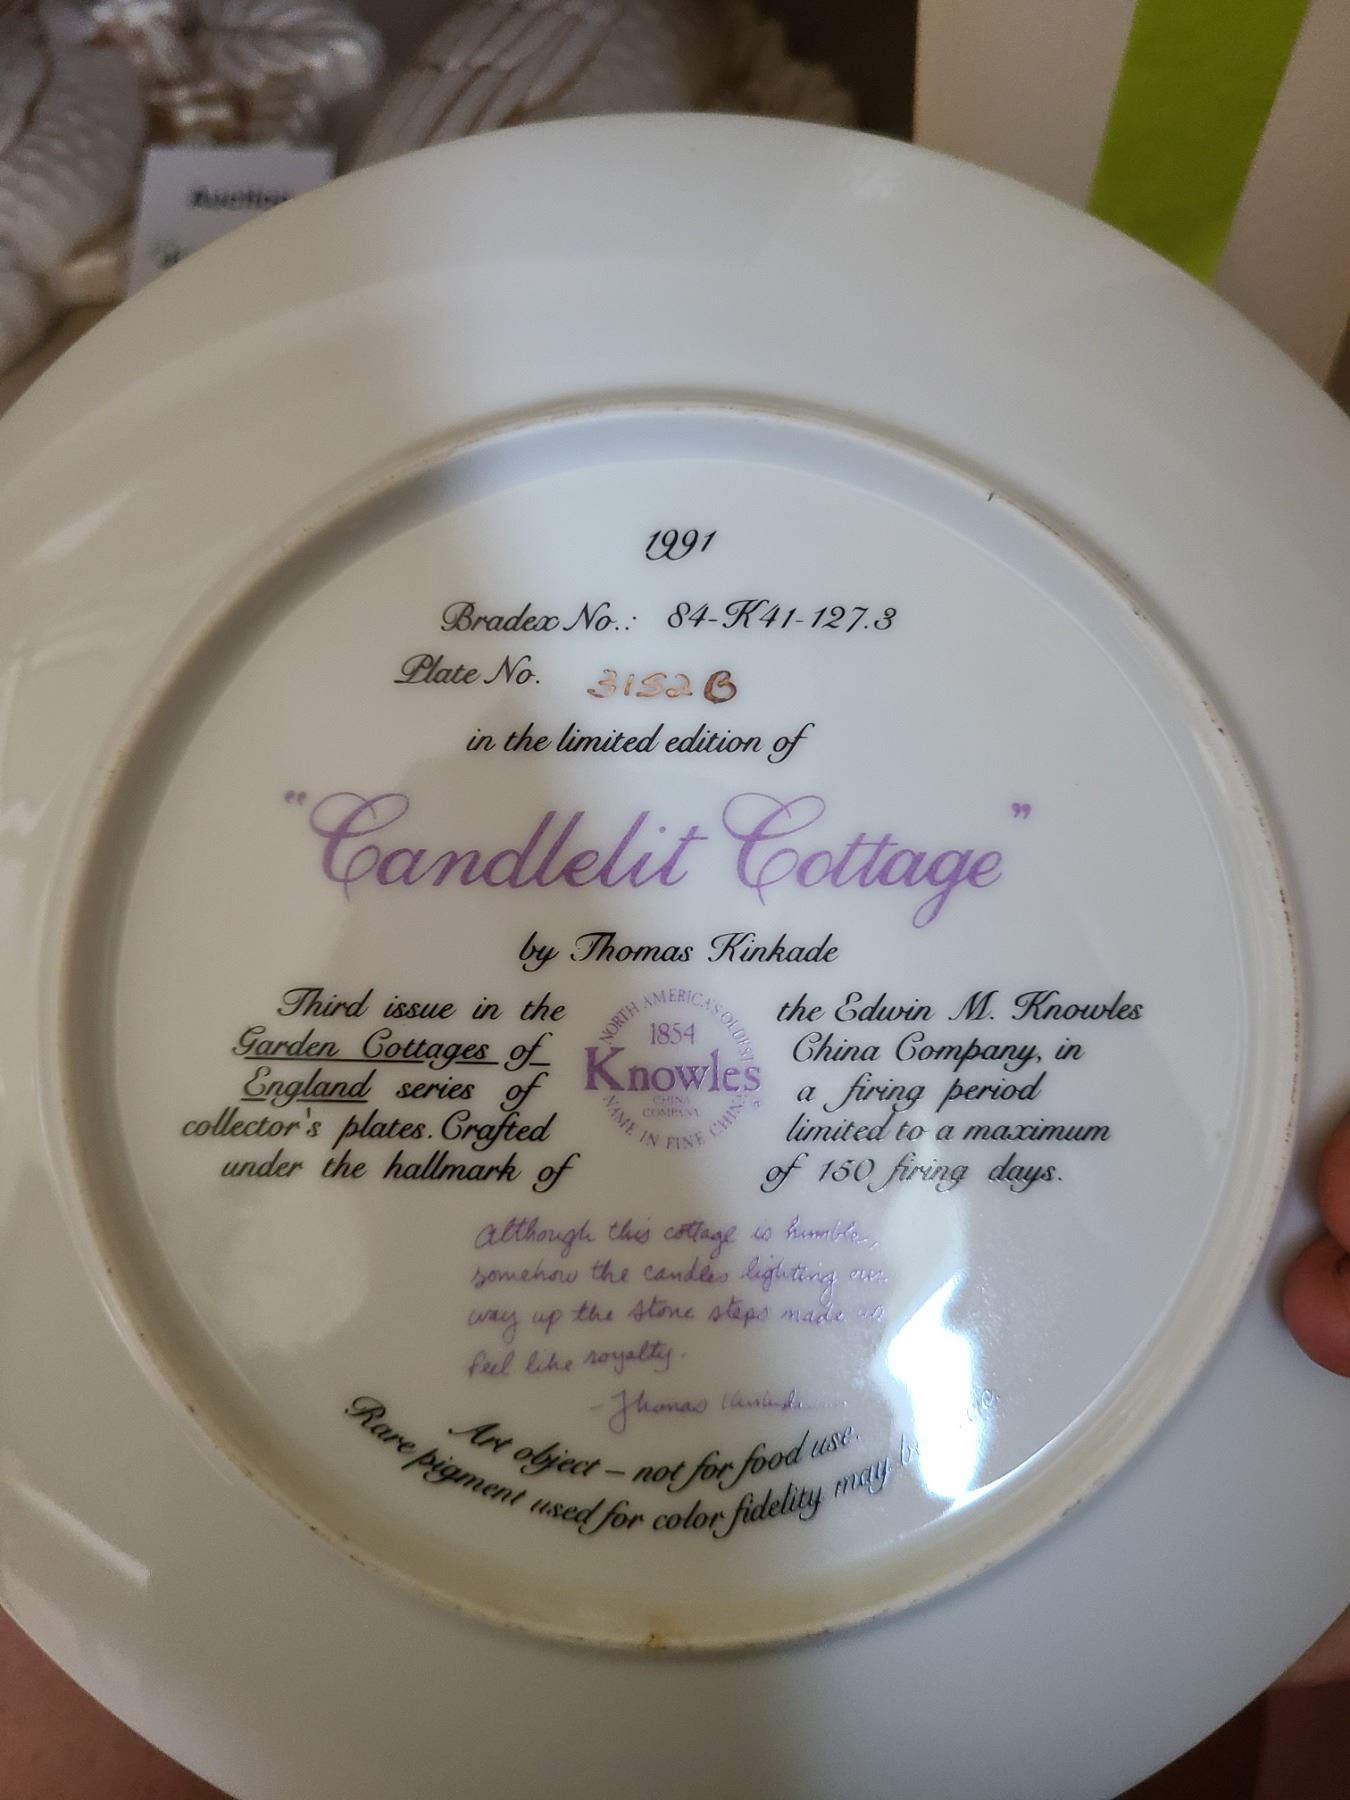 Auction
1991
Bradex No.: 84-K41-127.3
Plate No. 3152B
in the limited edition of
"Candlelit Cottage"
by Thomas Kinkade
Third issue in the
Garden Cottages of
England series of
collector's plates. Crafted
under the hallmark of
NORTH AMERICA'S OLDEST
1854
Knowles
CHINA
COMPANY
NAME IN FINE CHINA
the Edwin M. Knowles
China Company, in
a firing period
limited to a maximum
of 150 firing days.
Although this cottage is humble,
somehow the candles lighting our
way up the stone steps made us
feel like royalty.
- Thomas Kinkade
Art object – not for food use.
Rare pigment used for color fidelity may be